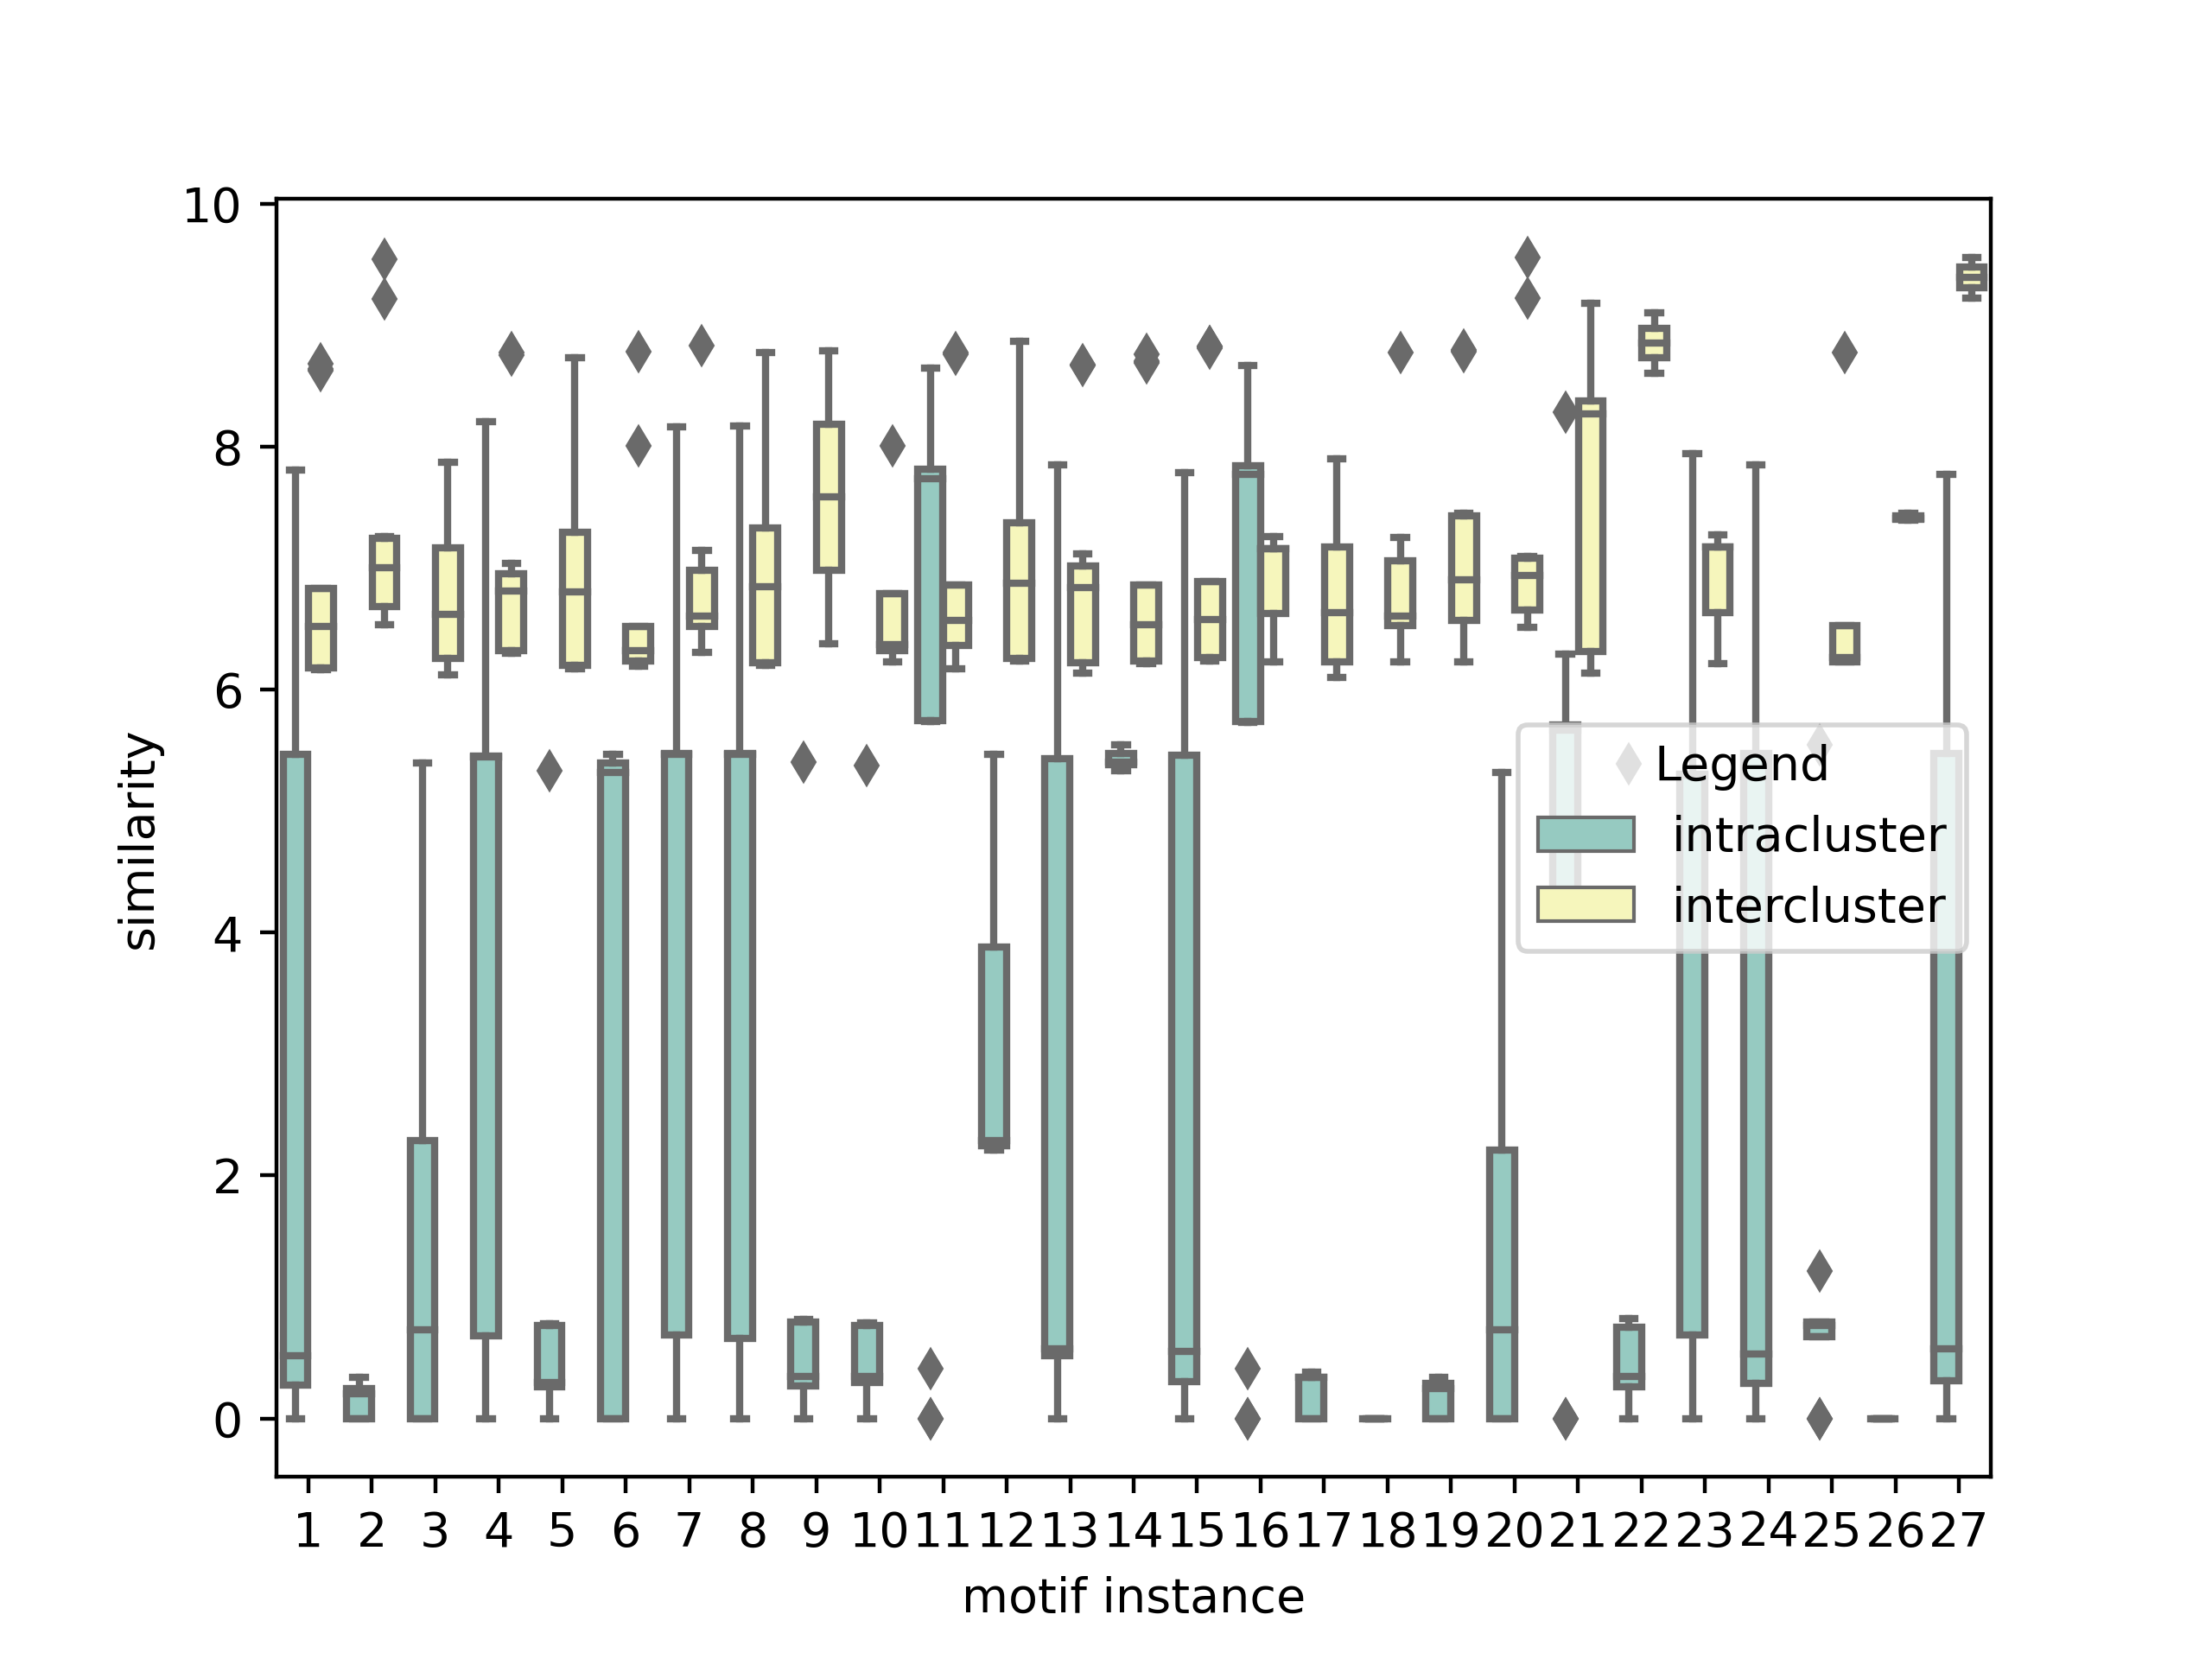 10
8
6
4
2
0
similarity
Legend
intracluster
intercluster
1 2 3 4 5 6 7 8 9 10 11 12 13 14 15 16 17 18 19 20 21 22 23 24 25 26 27
motif instance